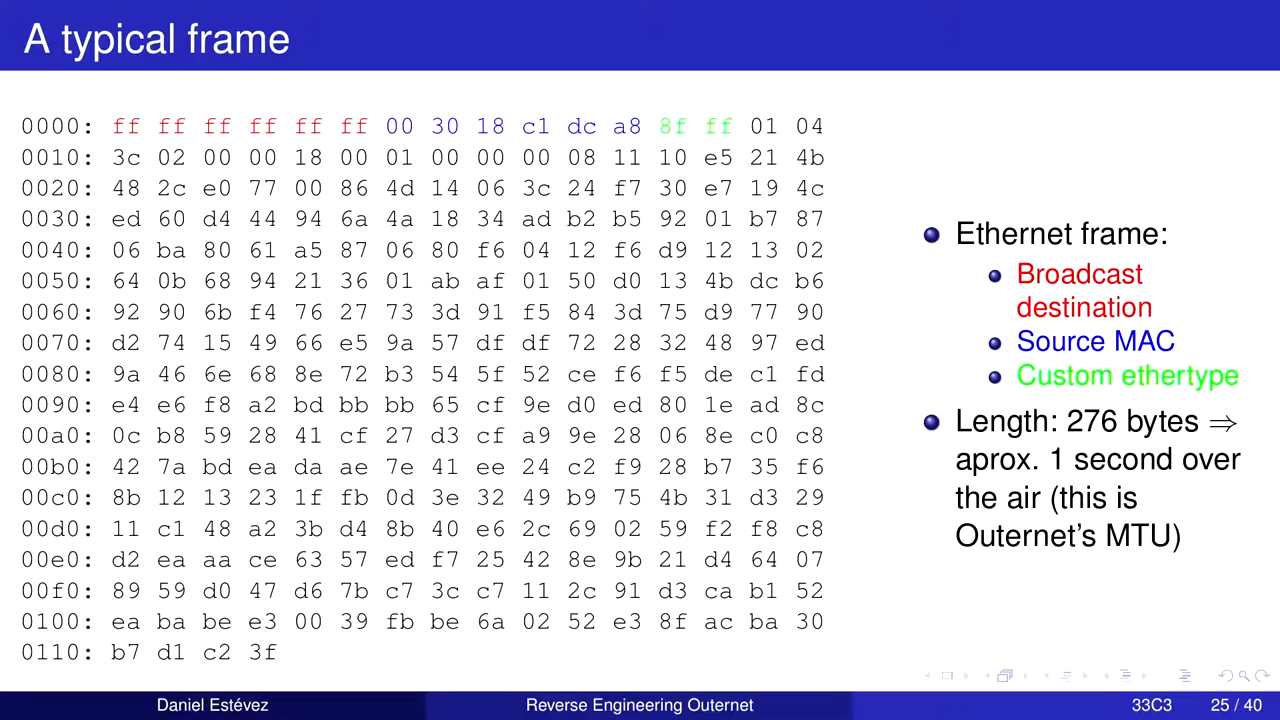 A typical frame
0000: ff ff ff ff ff ff 00 30 18 c1 dc a8 8f ff 01 04
0010: 3c 02 00 00 18 00 01 00 00 00 08 11 10 e5 21 4b
0020: 48 2c e0 77 00 86 4d 14 06 3c 24 f7 30 e7 19 4c
0030: ed 60 d4 44 94 6a 4a 18 34 ad b2 b5 92 01 b7 87
0040: 06 ba 80 61 a5 87 06 80 f6 04 12 f6 d9 12 13 02
0050: 64 0b 68 94 21 36 01 ab af 01 50 d0 13 4b dc b6
0060: 92 90 6b f4 76 27 73 3d 91 f5 84 3d 75 d9 77 90
0070: d2 74 15 49 66 e5 9a 57 df df 72 28 32 48 97 ed
0080: 9a 46 6e 68 8e 72 b3 54 5f 52 ce f6 f5 de c1 fd
0090: e4 e6 f8 a2 bd bb bb 65 cf 9e d0 ed 80 1e ad 8c
00a0: 0c b8 59 28 41 cf 27 d3 cf a9 9e 28 06 8e c0 c8
00b0: 42 7a bd ea da ae 7e 41 ee 24 c2 f9 28 b7 35 f6
00c0: 8b 12 13 23 1f fb 0d 3e 32 49 b9 75 4b 31 d3 29
00d0: 11 c1 48 a2 3b d4 8b 40 e6 2c 69 02 59 f2 f8 c8
00e0: d2 ea aa ce 63 57 ed f7 25 42 8e 9b 21 d4 64 07
00f0: 89 59 d0 47 d6 7b c7 3c c7 11 2c 91 d3 ca b1 52
0100: ea ba be e3 00 39 fb be 6a 02 52 e3 8f ac ba 30
0110: b7 d1 c2 3f
Ethernet frame:
Broadcast
destination
Source MAC
Custom ethertype
Length: 276 bytes ⇒
aprox. 1 second over
the air (this is
Outernet's MTU)
Daniel Estévez
Reverse Engineering Outernet
33C3
25 / 40